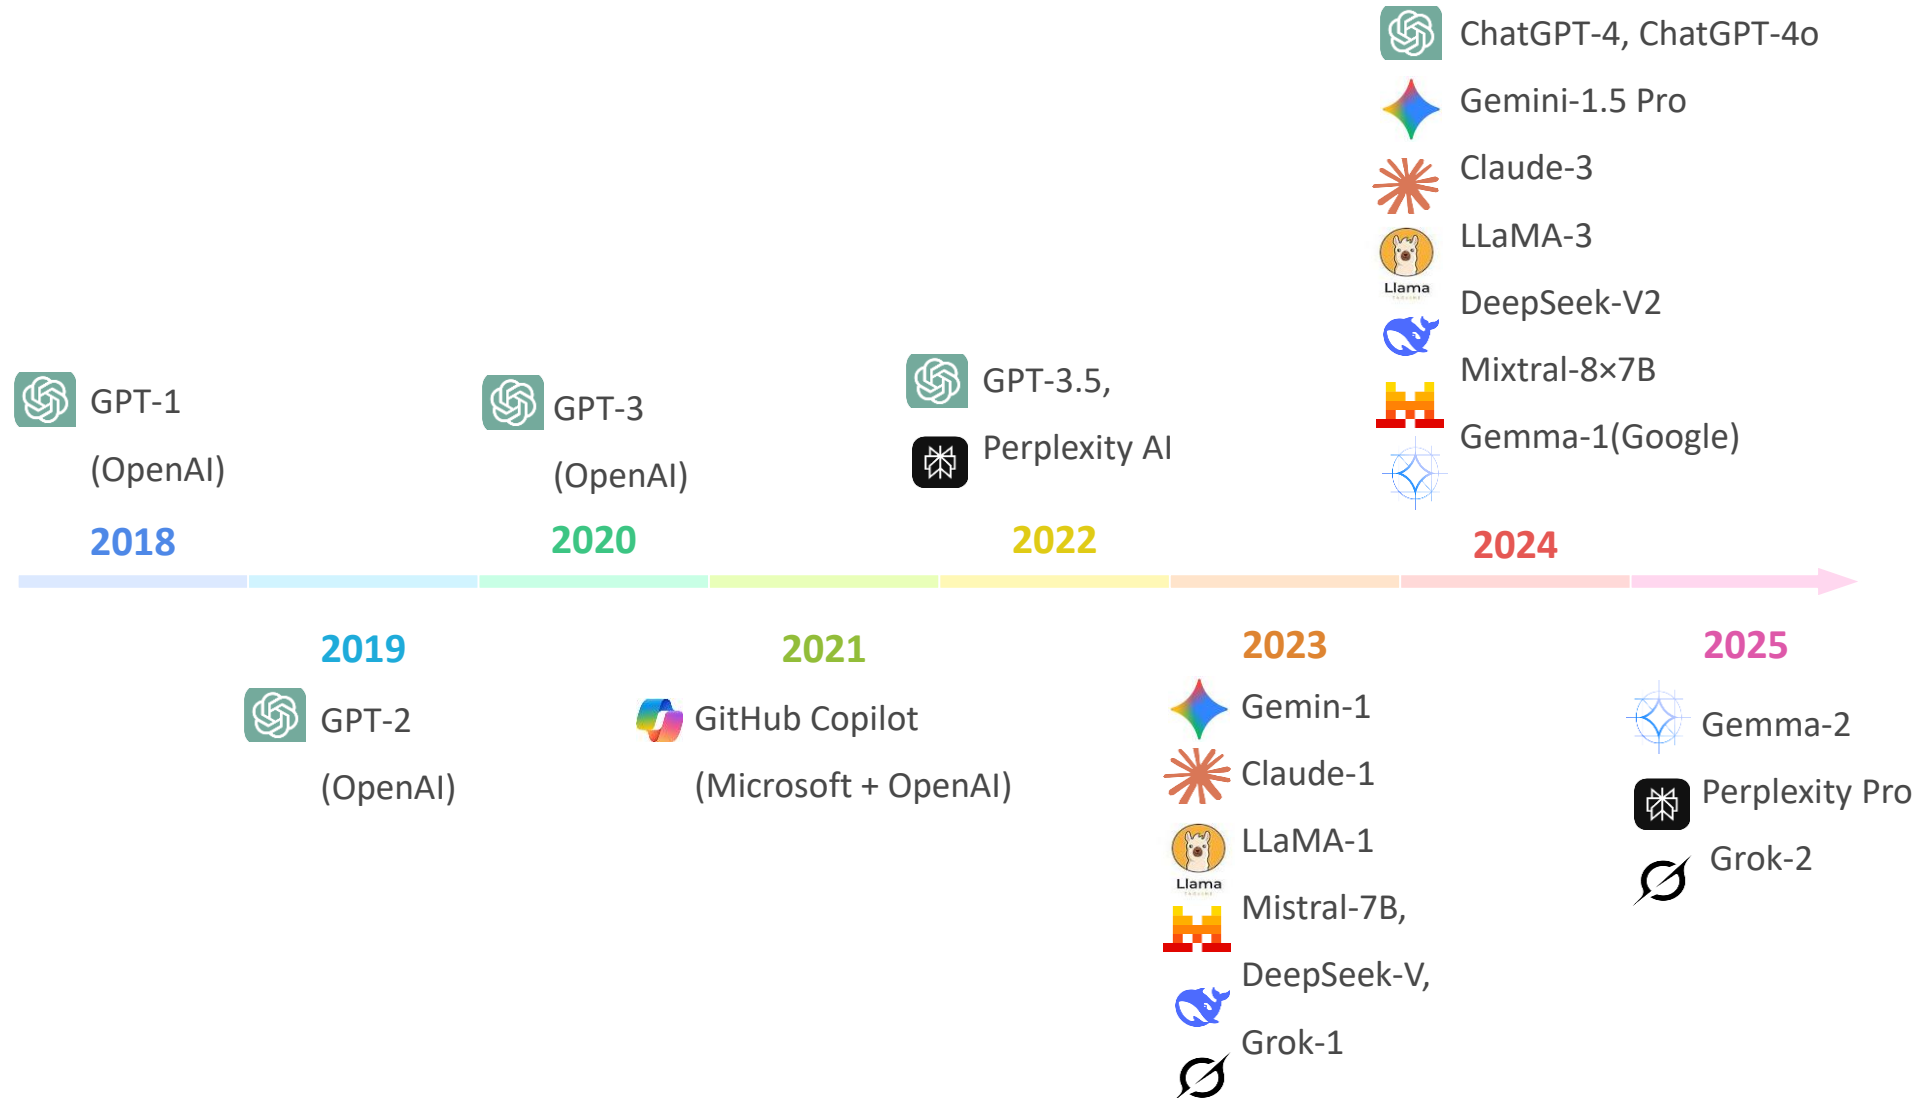 ChatGPT-4, ChatGPT-4o
Gemini-1.5 Pro
Claude-3
LLaMA-3
Llama
DeepSeek-V2
Mixtral-8×7B
Gemma-1(Google)
GPT-1
(OpenAI)
GPT-3
(OpenAI)
GPT-3.5,
Perplexity AI
2018
2020
2022
2024
2019
2021
2023
2025
GPT-2
(OpenAI)
GitHub Copilot
(Microsoft + OpenAI)
Gemin-1
Claude-1
LLaMA-1
Llama
Mistral-7B,
DeepSeek-V,
Grok-1
Gemma-2
Perplexity Pro
Grok-2